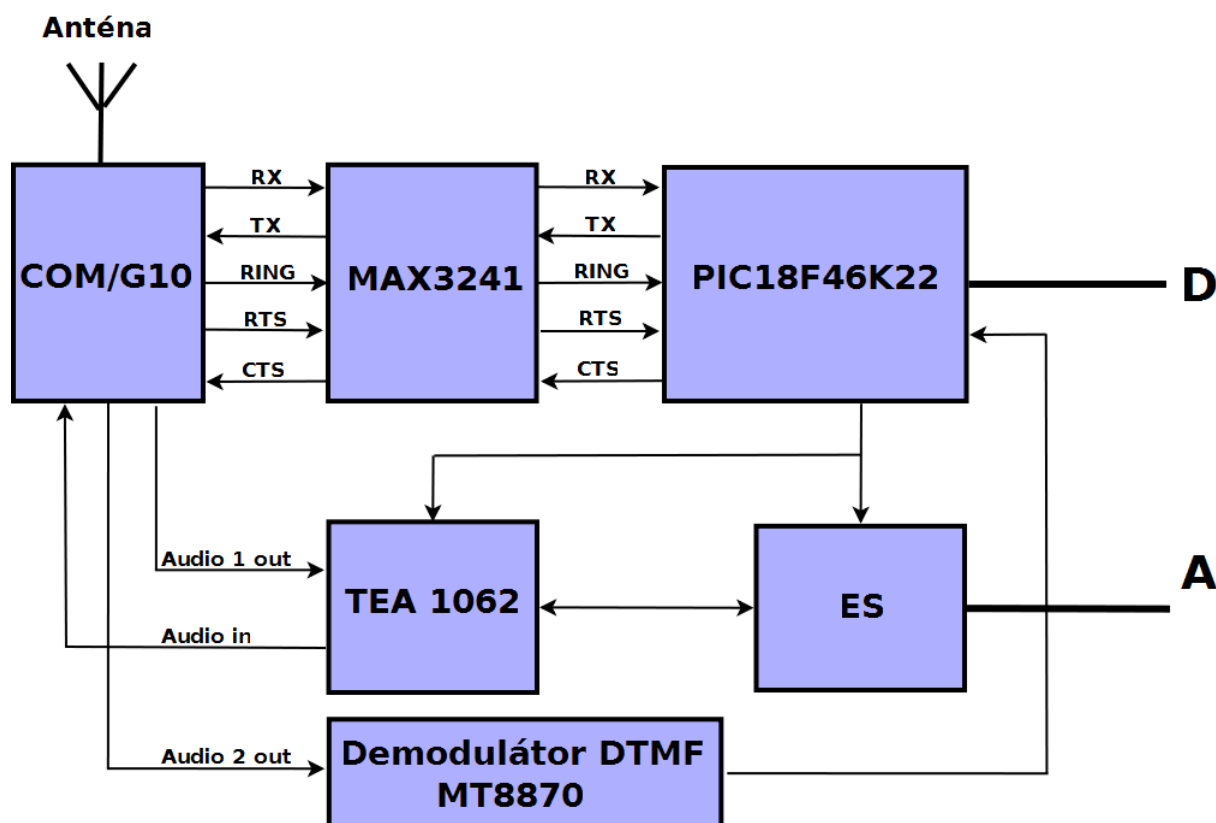 Anténa
COM/G10
RX
TX
RING
RTS
CTS
MAX3241
RX
TX
RING
RTS
CTS
PIC18F46K22
D
Audio 1 out
Audio in
Audio 2 out
TEA 1062
ES
A
Demodulátor DTMF
MT8870